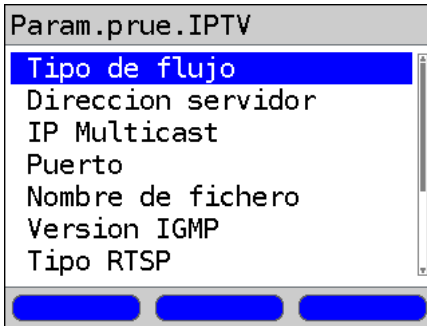 Param.prue.IPTV
Tipo de flujo
Direccion servidor
IP Multicast
Puerto
Nombre de fichero
Version IGMP
Tipo RTSP